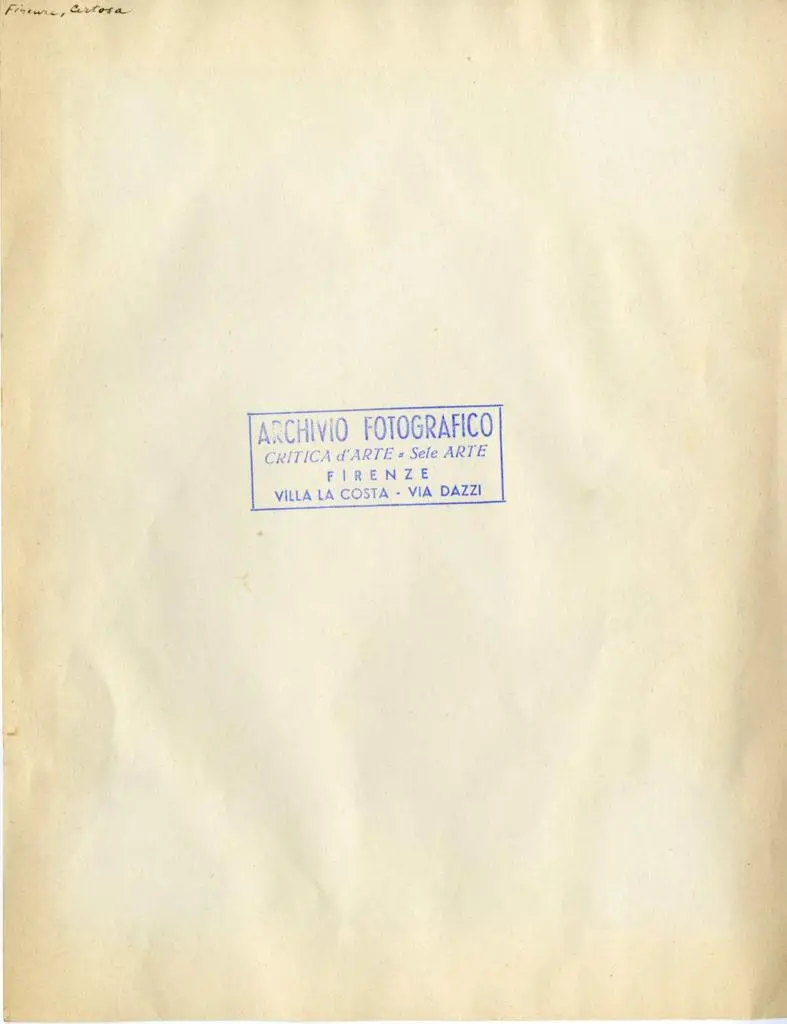 Firenze, Certosa
ARCHIVIO FOTOGRAFICO
CRITICA d'ARTE - Sele ARTE
FIRENZE
VILLA LA COSTA - VIA DAZZI